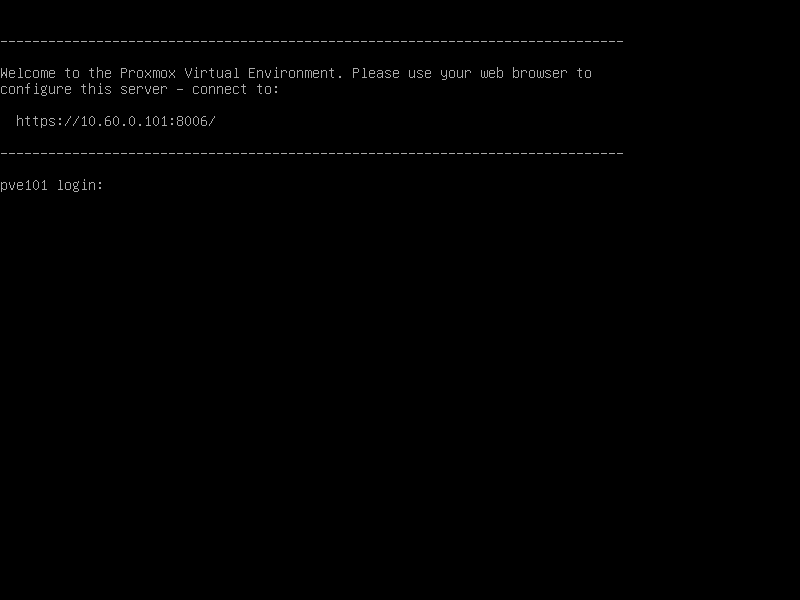 ------------------------------------------------------------------------------
Welcome to the Proxmox Virtual Environment. Please use your web browser to
configure this server - connect to:
https://10.60.0.101:8006/
------------------------------------------------------------------------------
pve101 login: